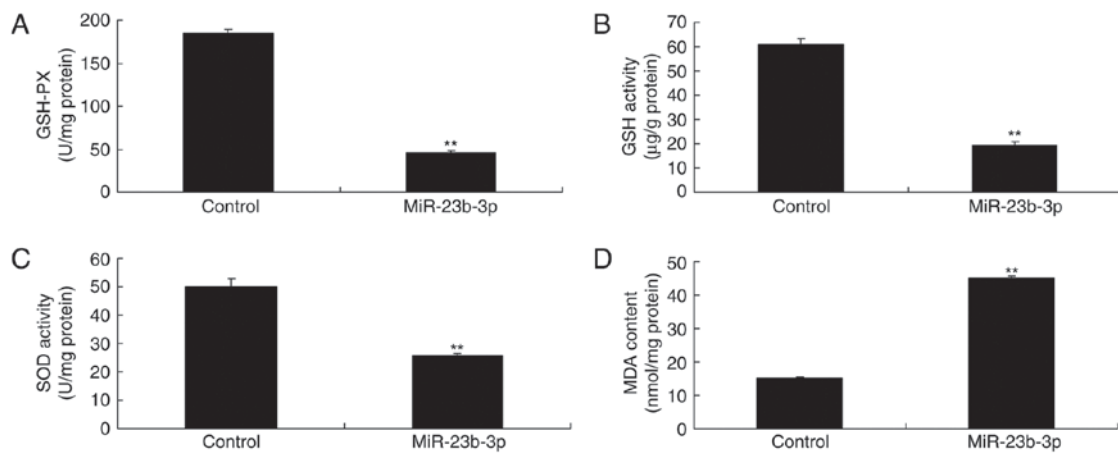 A
GSH-PX
(U/mg protein)
200
150
100
50
0
**
Control
MiR-23b-3p
B
GSH activity
(µg/g protein)
70
60
50
40
30
20
10
0
**
Control
MiR-23b-3p
C
SOD activity
(U/mg protein)
60
50
40
30
20
10
0
**
Control
MiR-23b-3p
D
MDA content
(nmol/mg protein)
50
40
30
20
10
0
**
Control
MiR-23b-3p